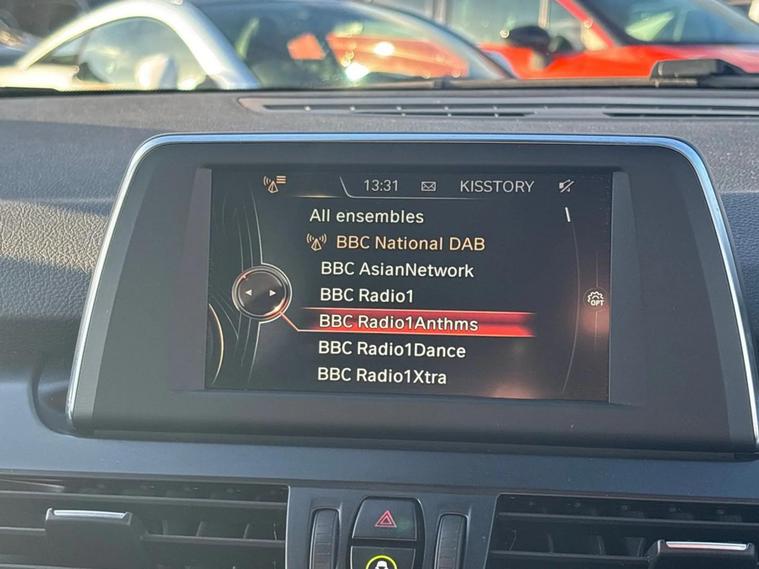 13:31 KISSTORY
All ensembles
BBC National DAB
BBC AsianNetwork
BBC Radio1
OPT
BBC Radio1Anthms
BBC Radio1Dance
BBC Radio1Xtra